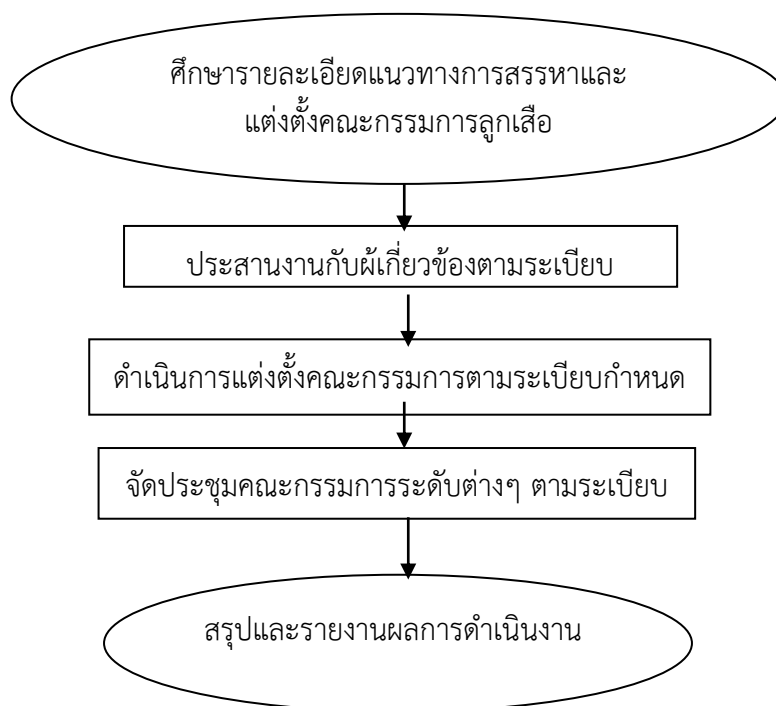 ศึกษารายละเอียดแนวทางการสรรหาและ
แต่งตั้งคณะกรรมการลูกเสือ
ประสานงานกับผ้เกี่ยวข้องตามระเบียบ
ดำเนินการแต่งตั้งคณะกรรมการตามระเบียบกำหนด
จัดประชุมคณะกรรมการระดับต่างๆ ตามระเบียบ
สรุปและรายงานผลการดำเนินงาน